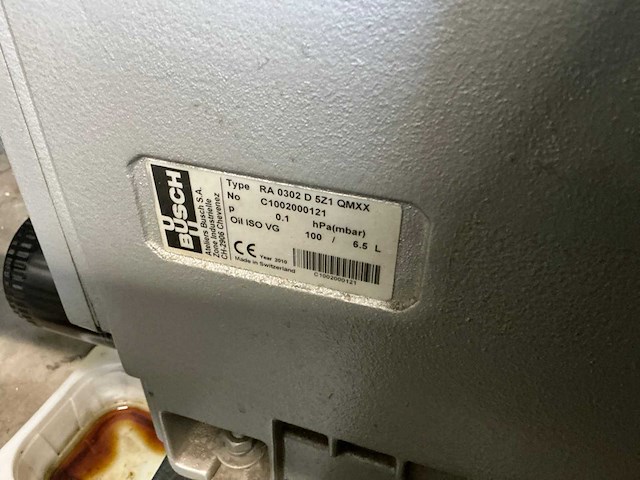 BUSCH
Ateliers Busch S.A.
Zone Industrielle
CH-2906 Chevenez
Type RA 0302 D 5Z1 QMXX
No C1002000121
P 0.1 hPa(mbar)
Oil ISO VG 100 / 6.5 L
CE Year 2010
Made in Switzerland
C1002000121